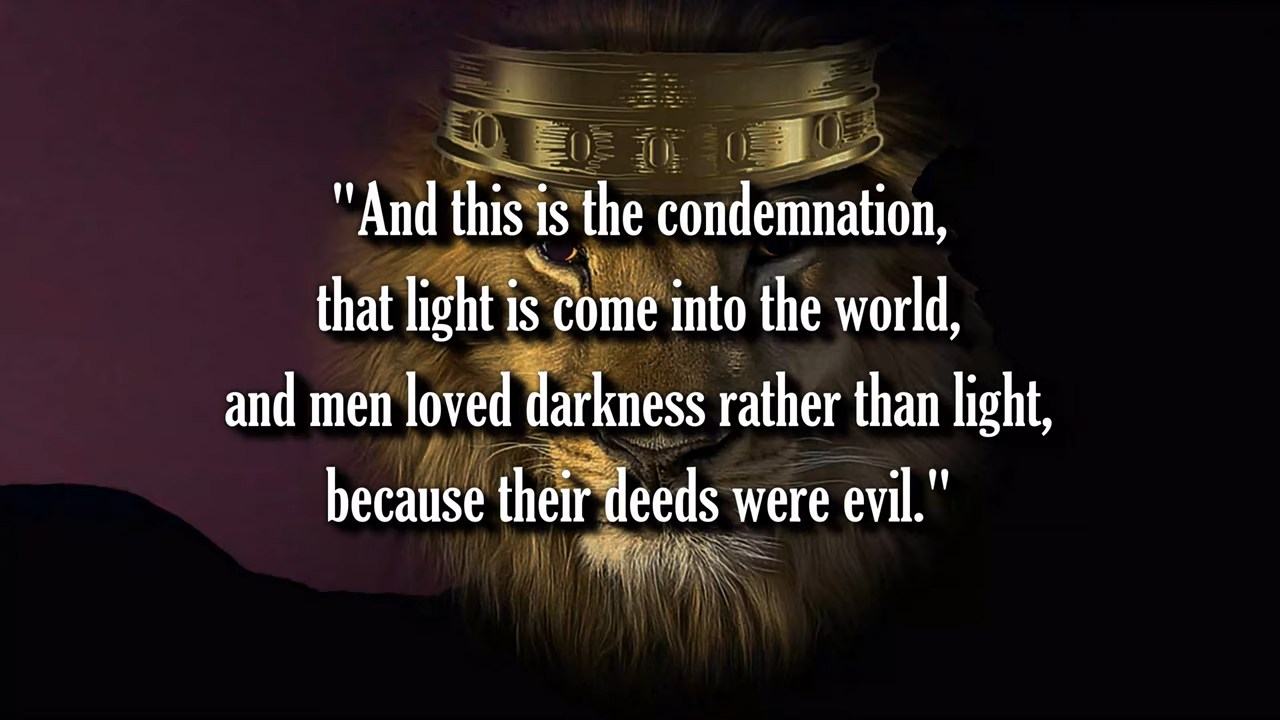 "And this is the condemnation,
that light is come into the world,
and men loved darkness rather than light,
because their deeds were evil."